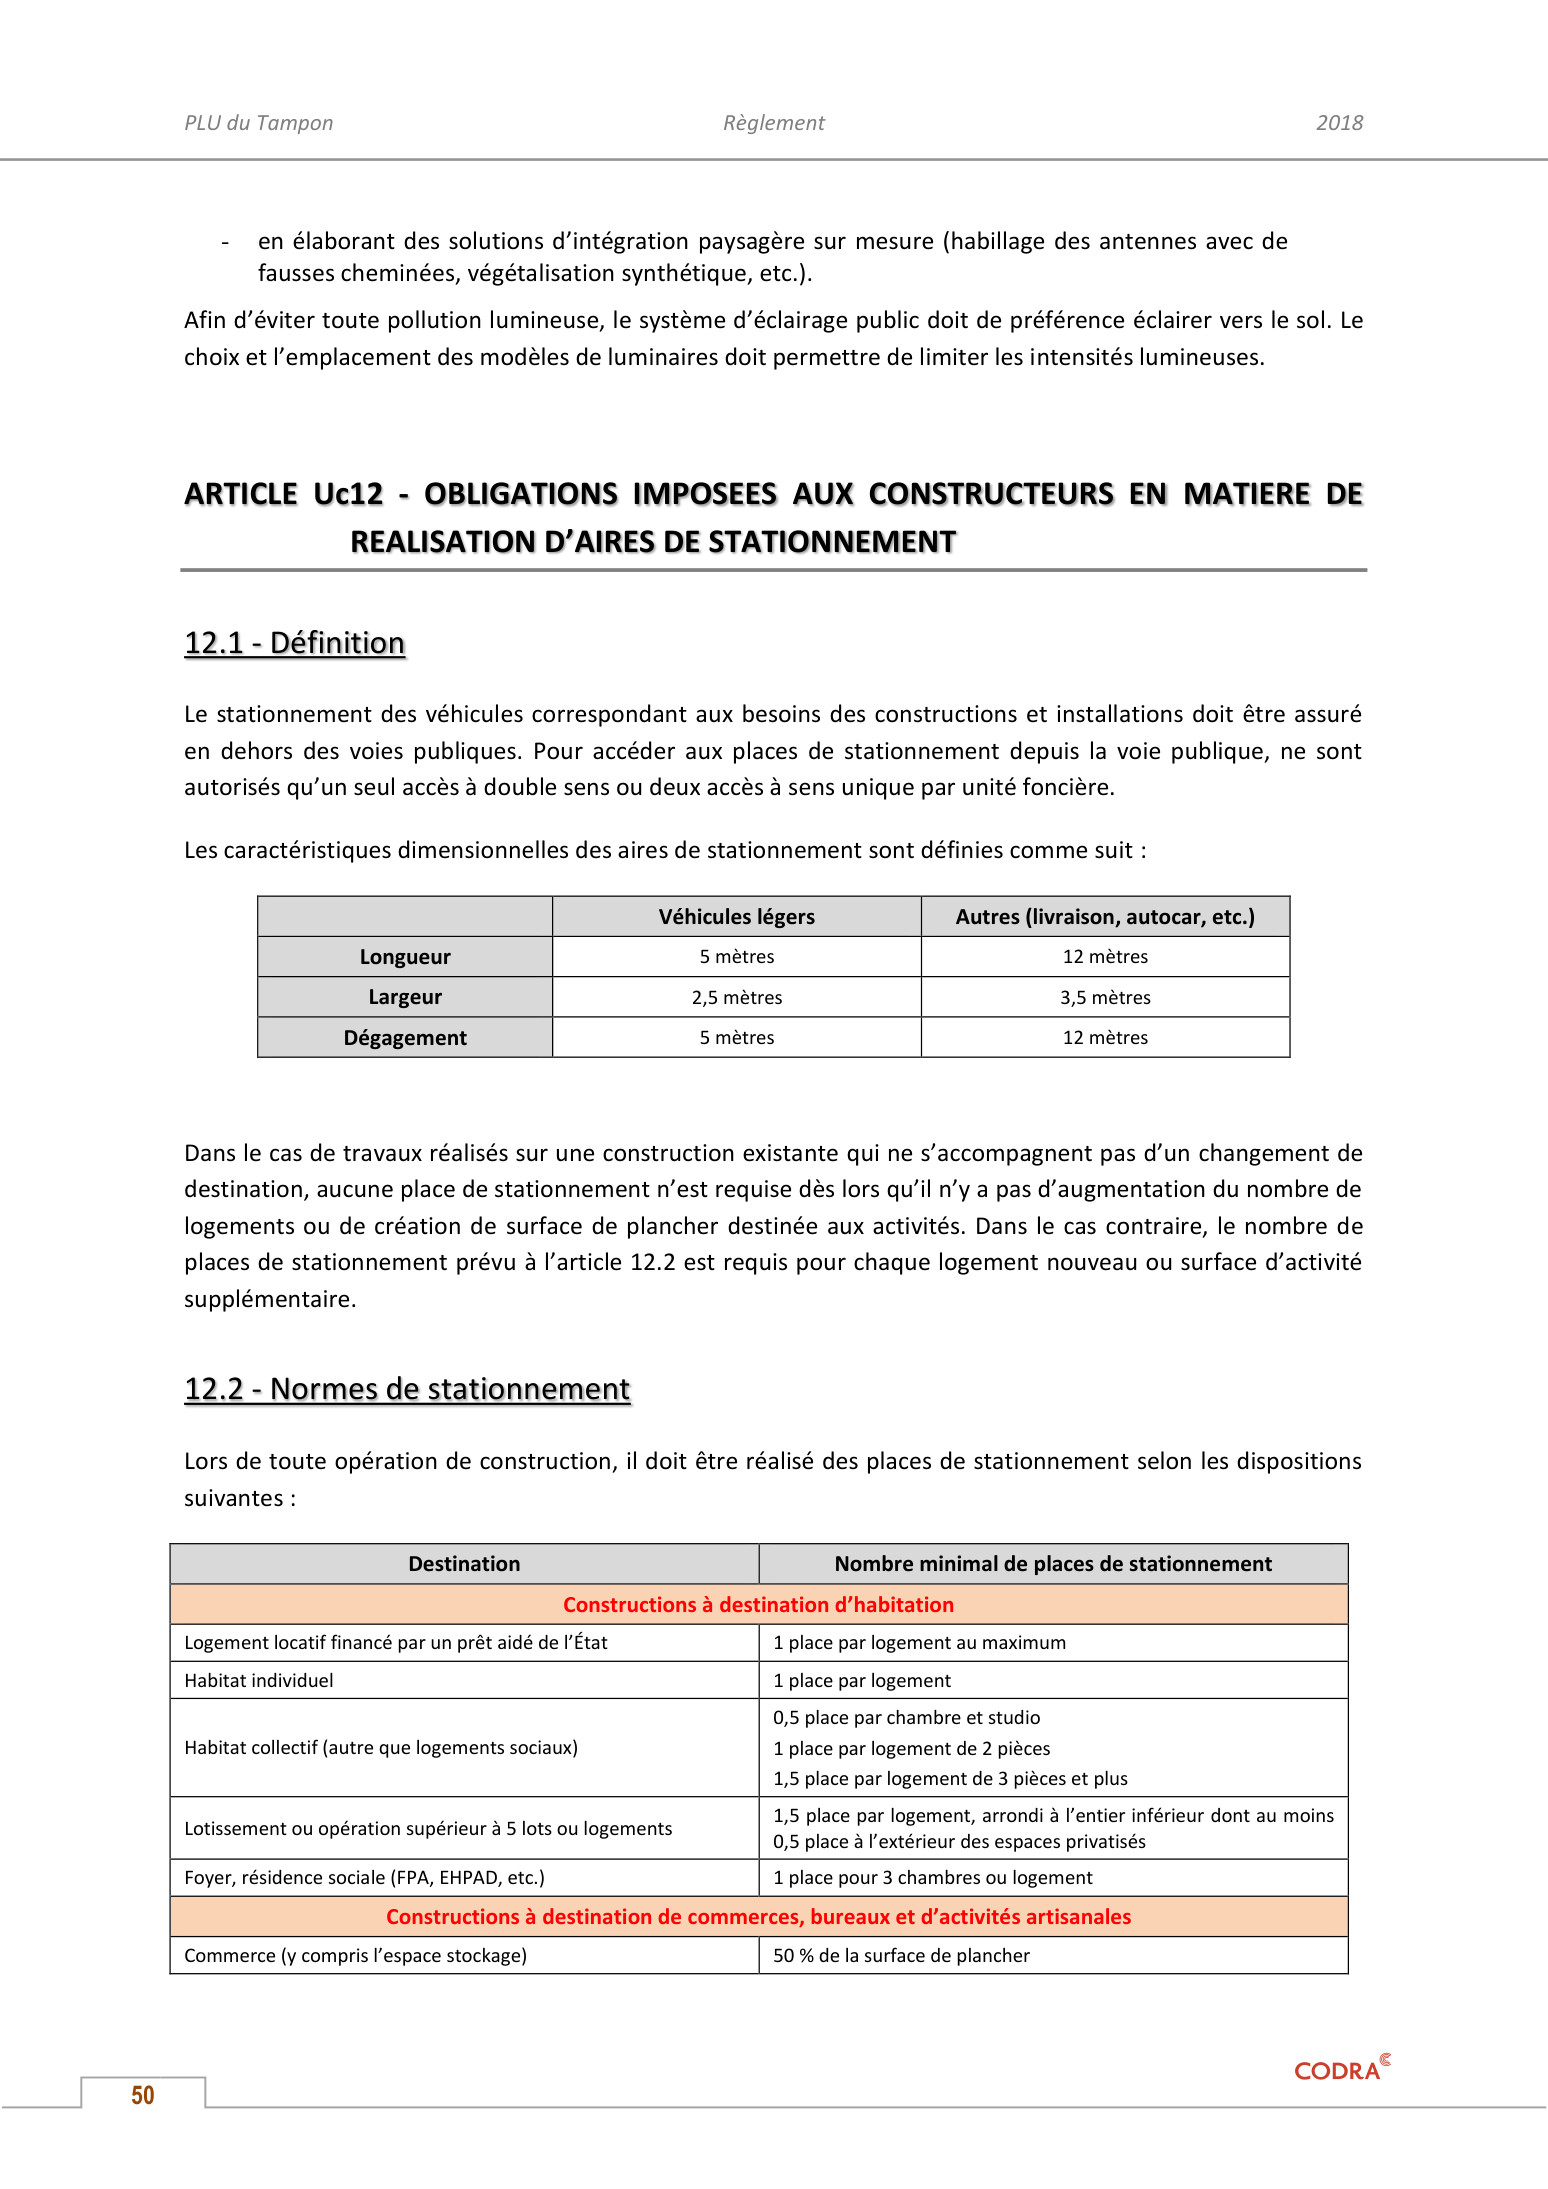 PLU du Tampon Règlement 2018
- en élaborant des solutions d’intégration paysagère sur mesure (habillage des antennes avec de
fausses cheminées, végétalisation synthétique, etc.).
Afin d’éviter toute pollution lumineuse, le système d’éclairage public doit de préférence éclairer vers le sol. Le
choix et l’emplacement des modèles de luminaires doit permettre de limiter les intensités lumineuses.
ARTICLE Uc12 - OBLIGATIONS IMPOSEES AUX CONSTRUCTEURS EN MATIERE DE
REALISATION D’AIRES DE STATIONNEMENT
12.1 - Définition
Le stationnement des véhicules correspondant aux besoins des constructions et installations doit être assuré
en dehors des voies publiques. Pour accéder aux places de stationnement depuis la voie publique, ne sont
autorisés qu’un seul accès à double sens ou deux accès à sens unique par unité foncière.
Les caractéristiques dimensionnelles des aires de stationnement sont définies comme suit :
Véhicules légers Autres (livraison, autocar, etc.)
Longueur 5 mètres 12 mètres
Largeur 2,5 mètres 3,5 mètres
Dégagement 5 mètres 12 mètres
Dans le cas de travaux réalisés sur une construction existante qui ne s’accompagnent pas d’un changement de
destination, aucune place de stationnement n’est requise dès lors qu’il n’y a pas d’augmentation du nombre de
logements ou de création de surface de plancher destinée aux activités. Dans le cas contraire, le nombre de
places de stationnement prévu à l’article 12.2 est requis pour chaque logement nouveau ou surface d’activité
supplémentaire.
12.2 - Normes de stationnement
Lors de toute opération de construction, il doit être réalisé des places de stationnement selon les dispositions
suivantes :
Destination Nombre minimal de places de stationnement
Constructions à destination d’habitation
Logement locatif financé par un prêt aidé de l’État 1 place par logement au maximum
Habitat individuel 1 place par logement
Habitat collectif (autre que logements sociaux) 0,5 place par chambre et studio
1 place par logement de 2 pièces
1,5 place par logement de 3 pièces et plus
Lotissement ou opération supérieur à 5 lots ou logements 1,5 place par logement, arrondi à l’entier inférieur dont au moins
0,5 place à l’extérieur des espaces privatisés
Foyer, résidence sociale (FPA, EHPAD, etc.) 1 place pour 3 chambres ou logement
Constructions à destination de commerces, bureaux et d’activités artisanales
Commerce (y compris l’espace stockage) 50 % de la surface de plancher
CODRA
50